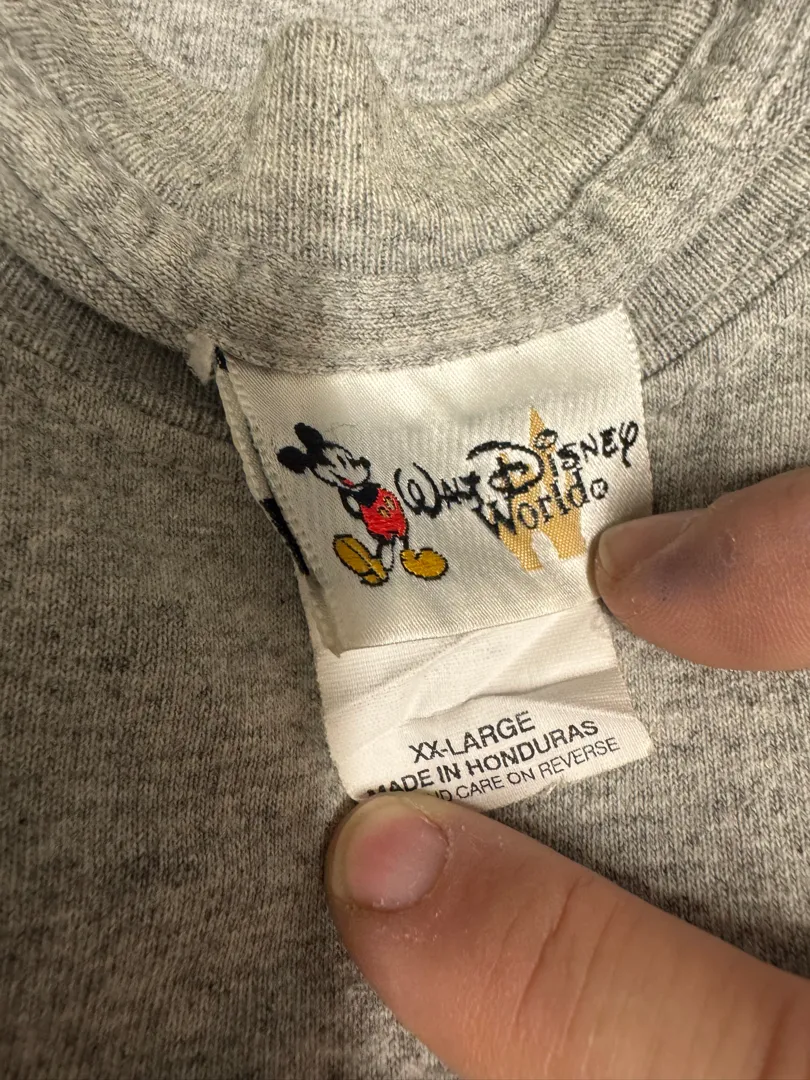 WALT DISNEY
World®
XX-LARGE
MADE IN HONDURAS
CARE ON REVERSE